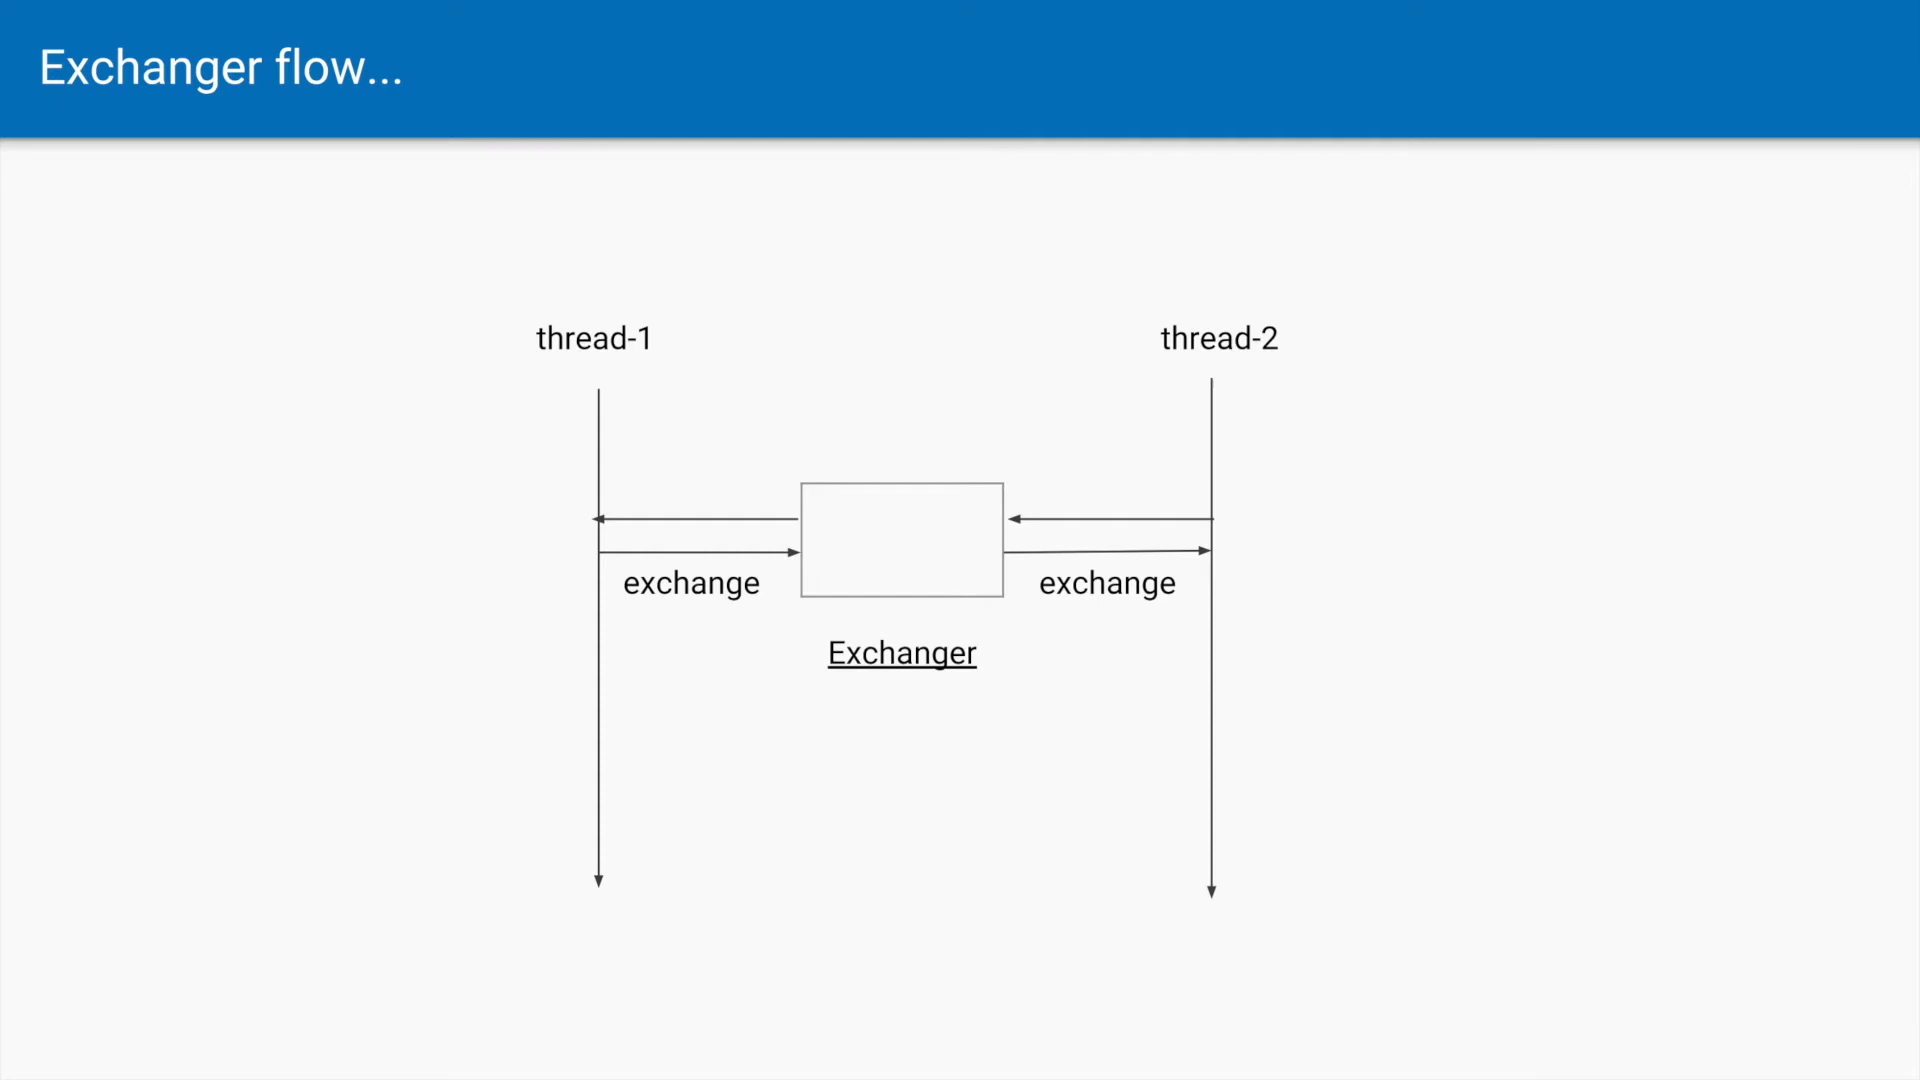 Exchanger flow...
thread-1
thread-2
exchange
exchange
Exchanger